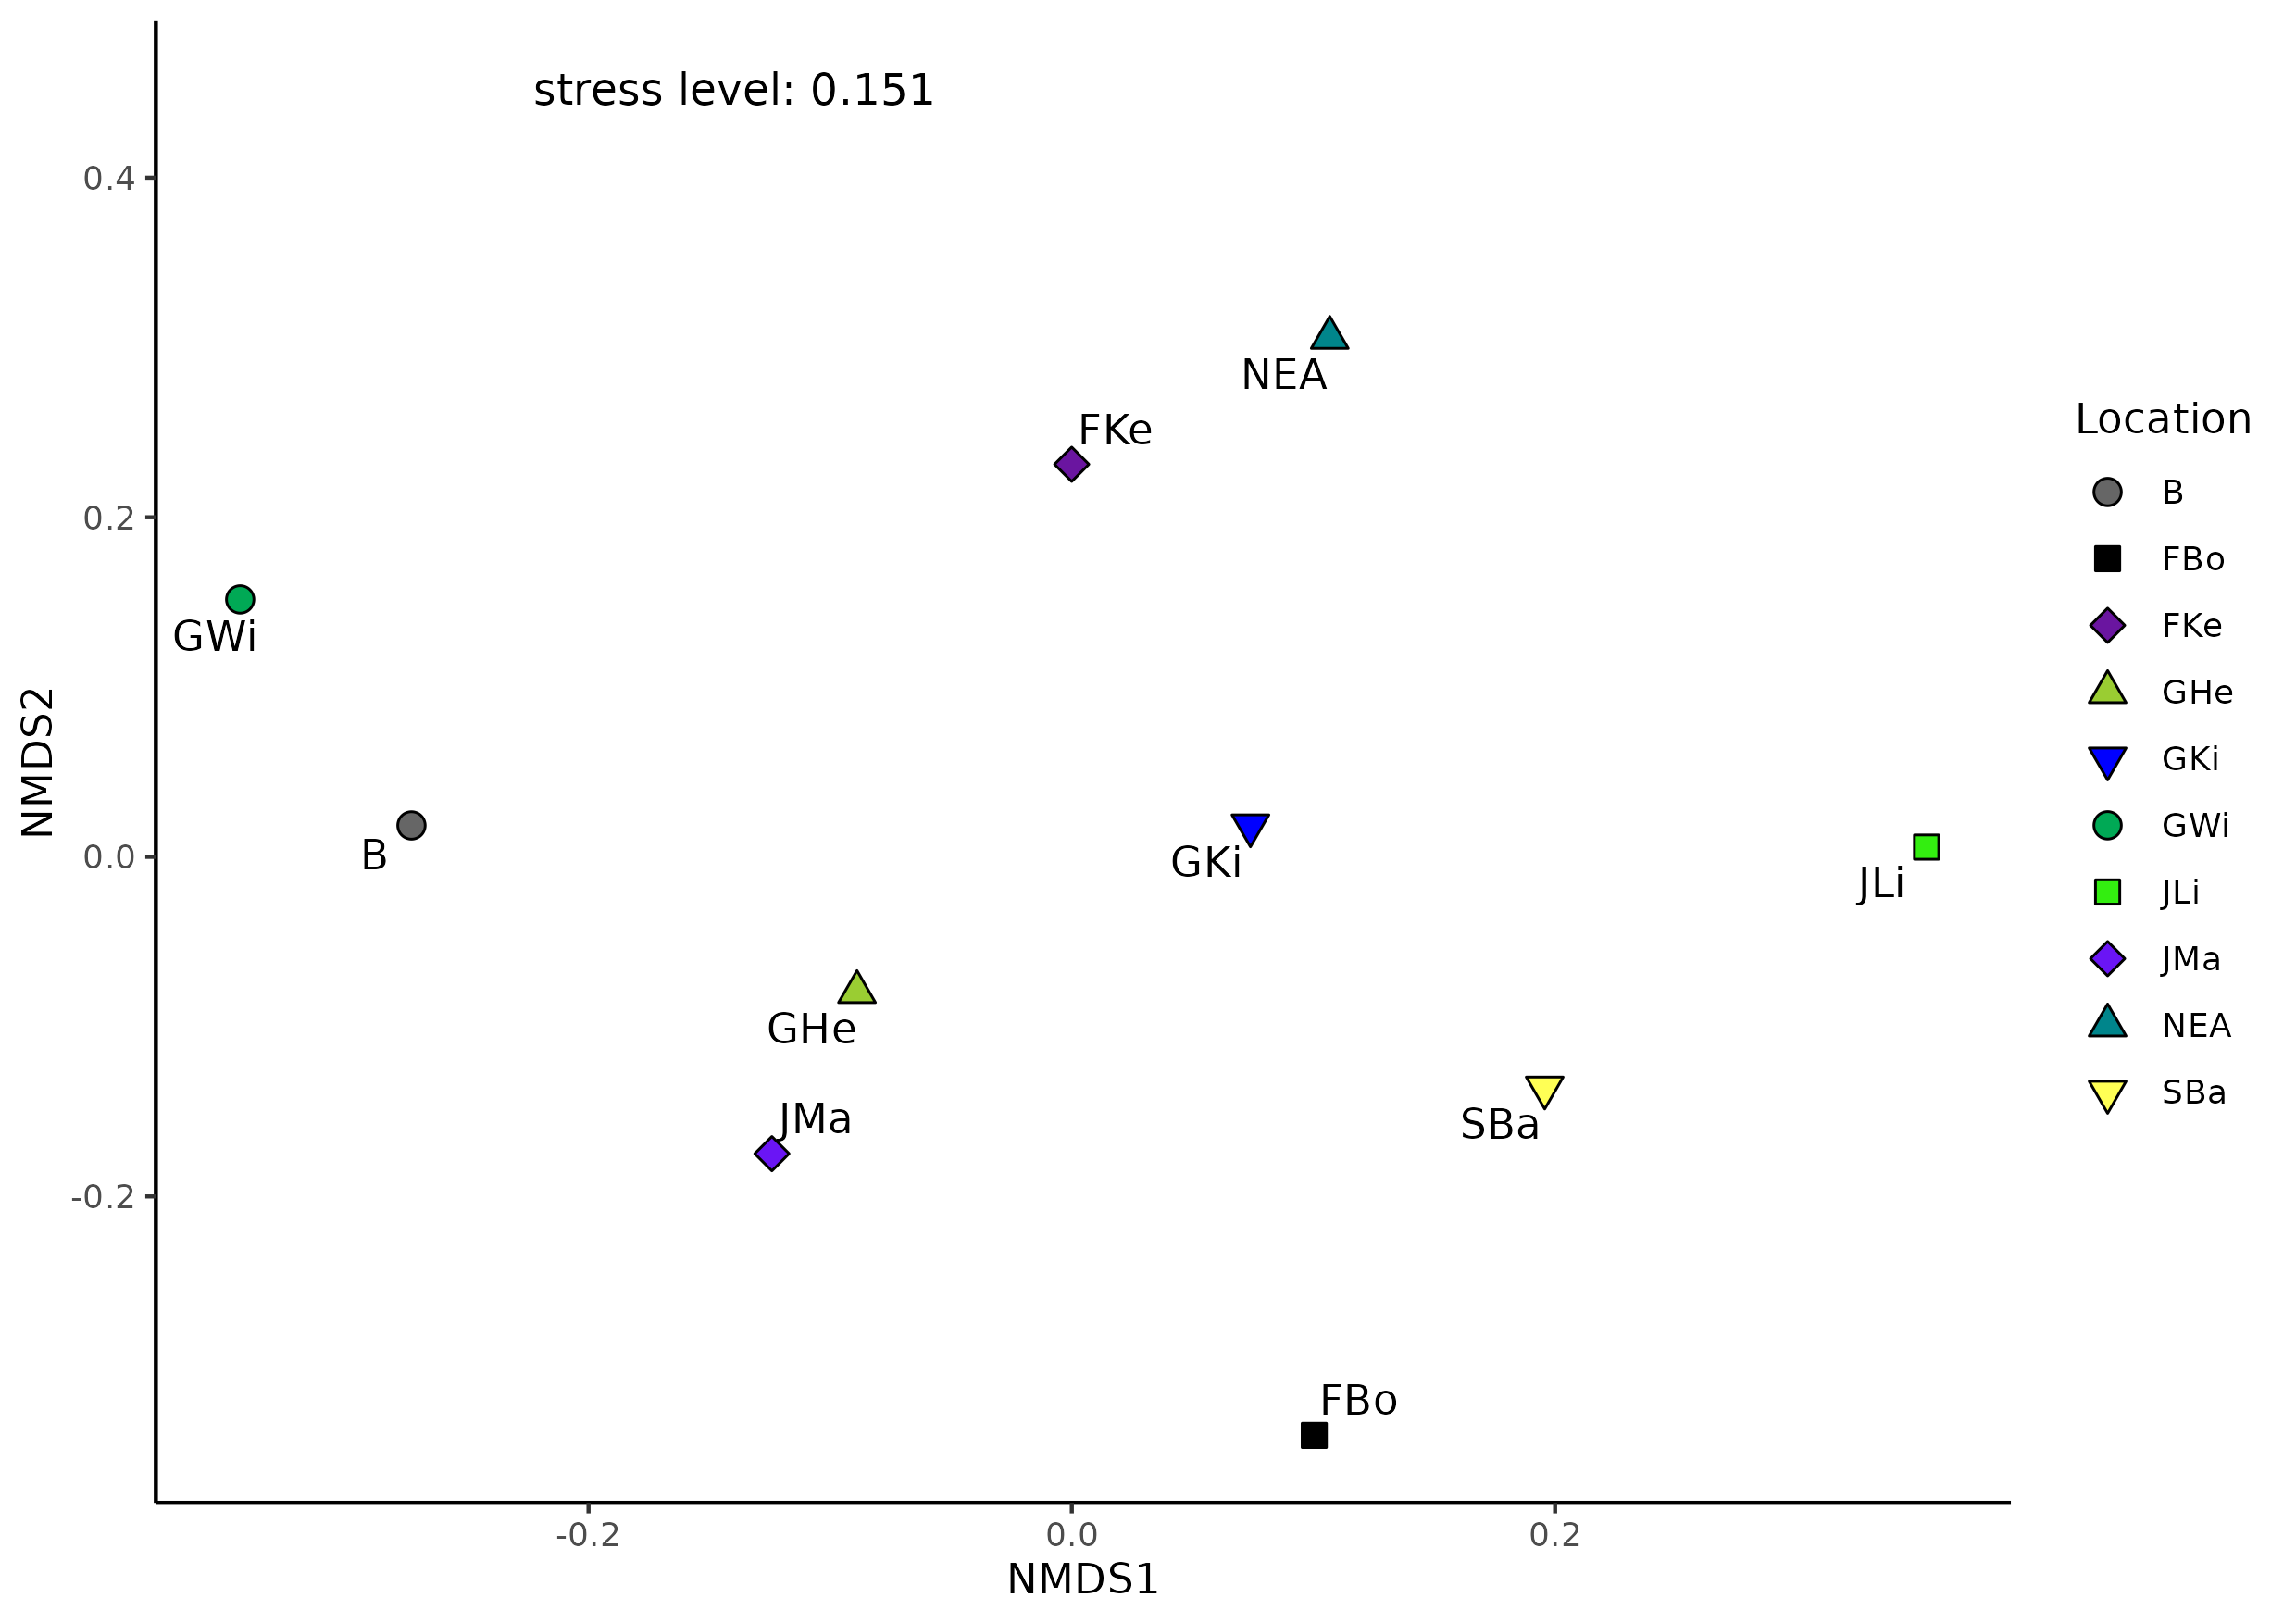 stress level: 0.151
0.4
0.2
0.0
-0.2
NMDS2
NEA
FKe
GWi
B
GKi
JLi
GHe
JMa
SBa
FBo
-0.2 0.0 0.2
NMDS1
Location
B
FBo
FKe
GHe
GKi
GWi
JLi
JMa
NEA
SBa